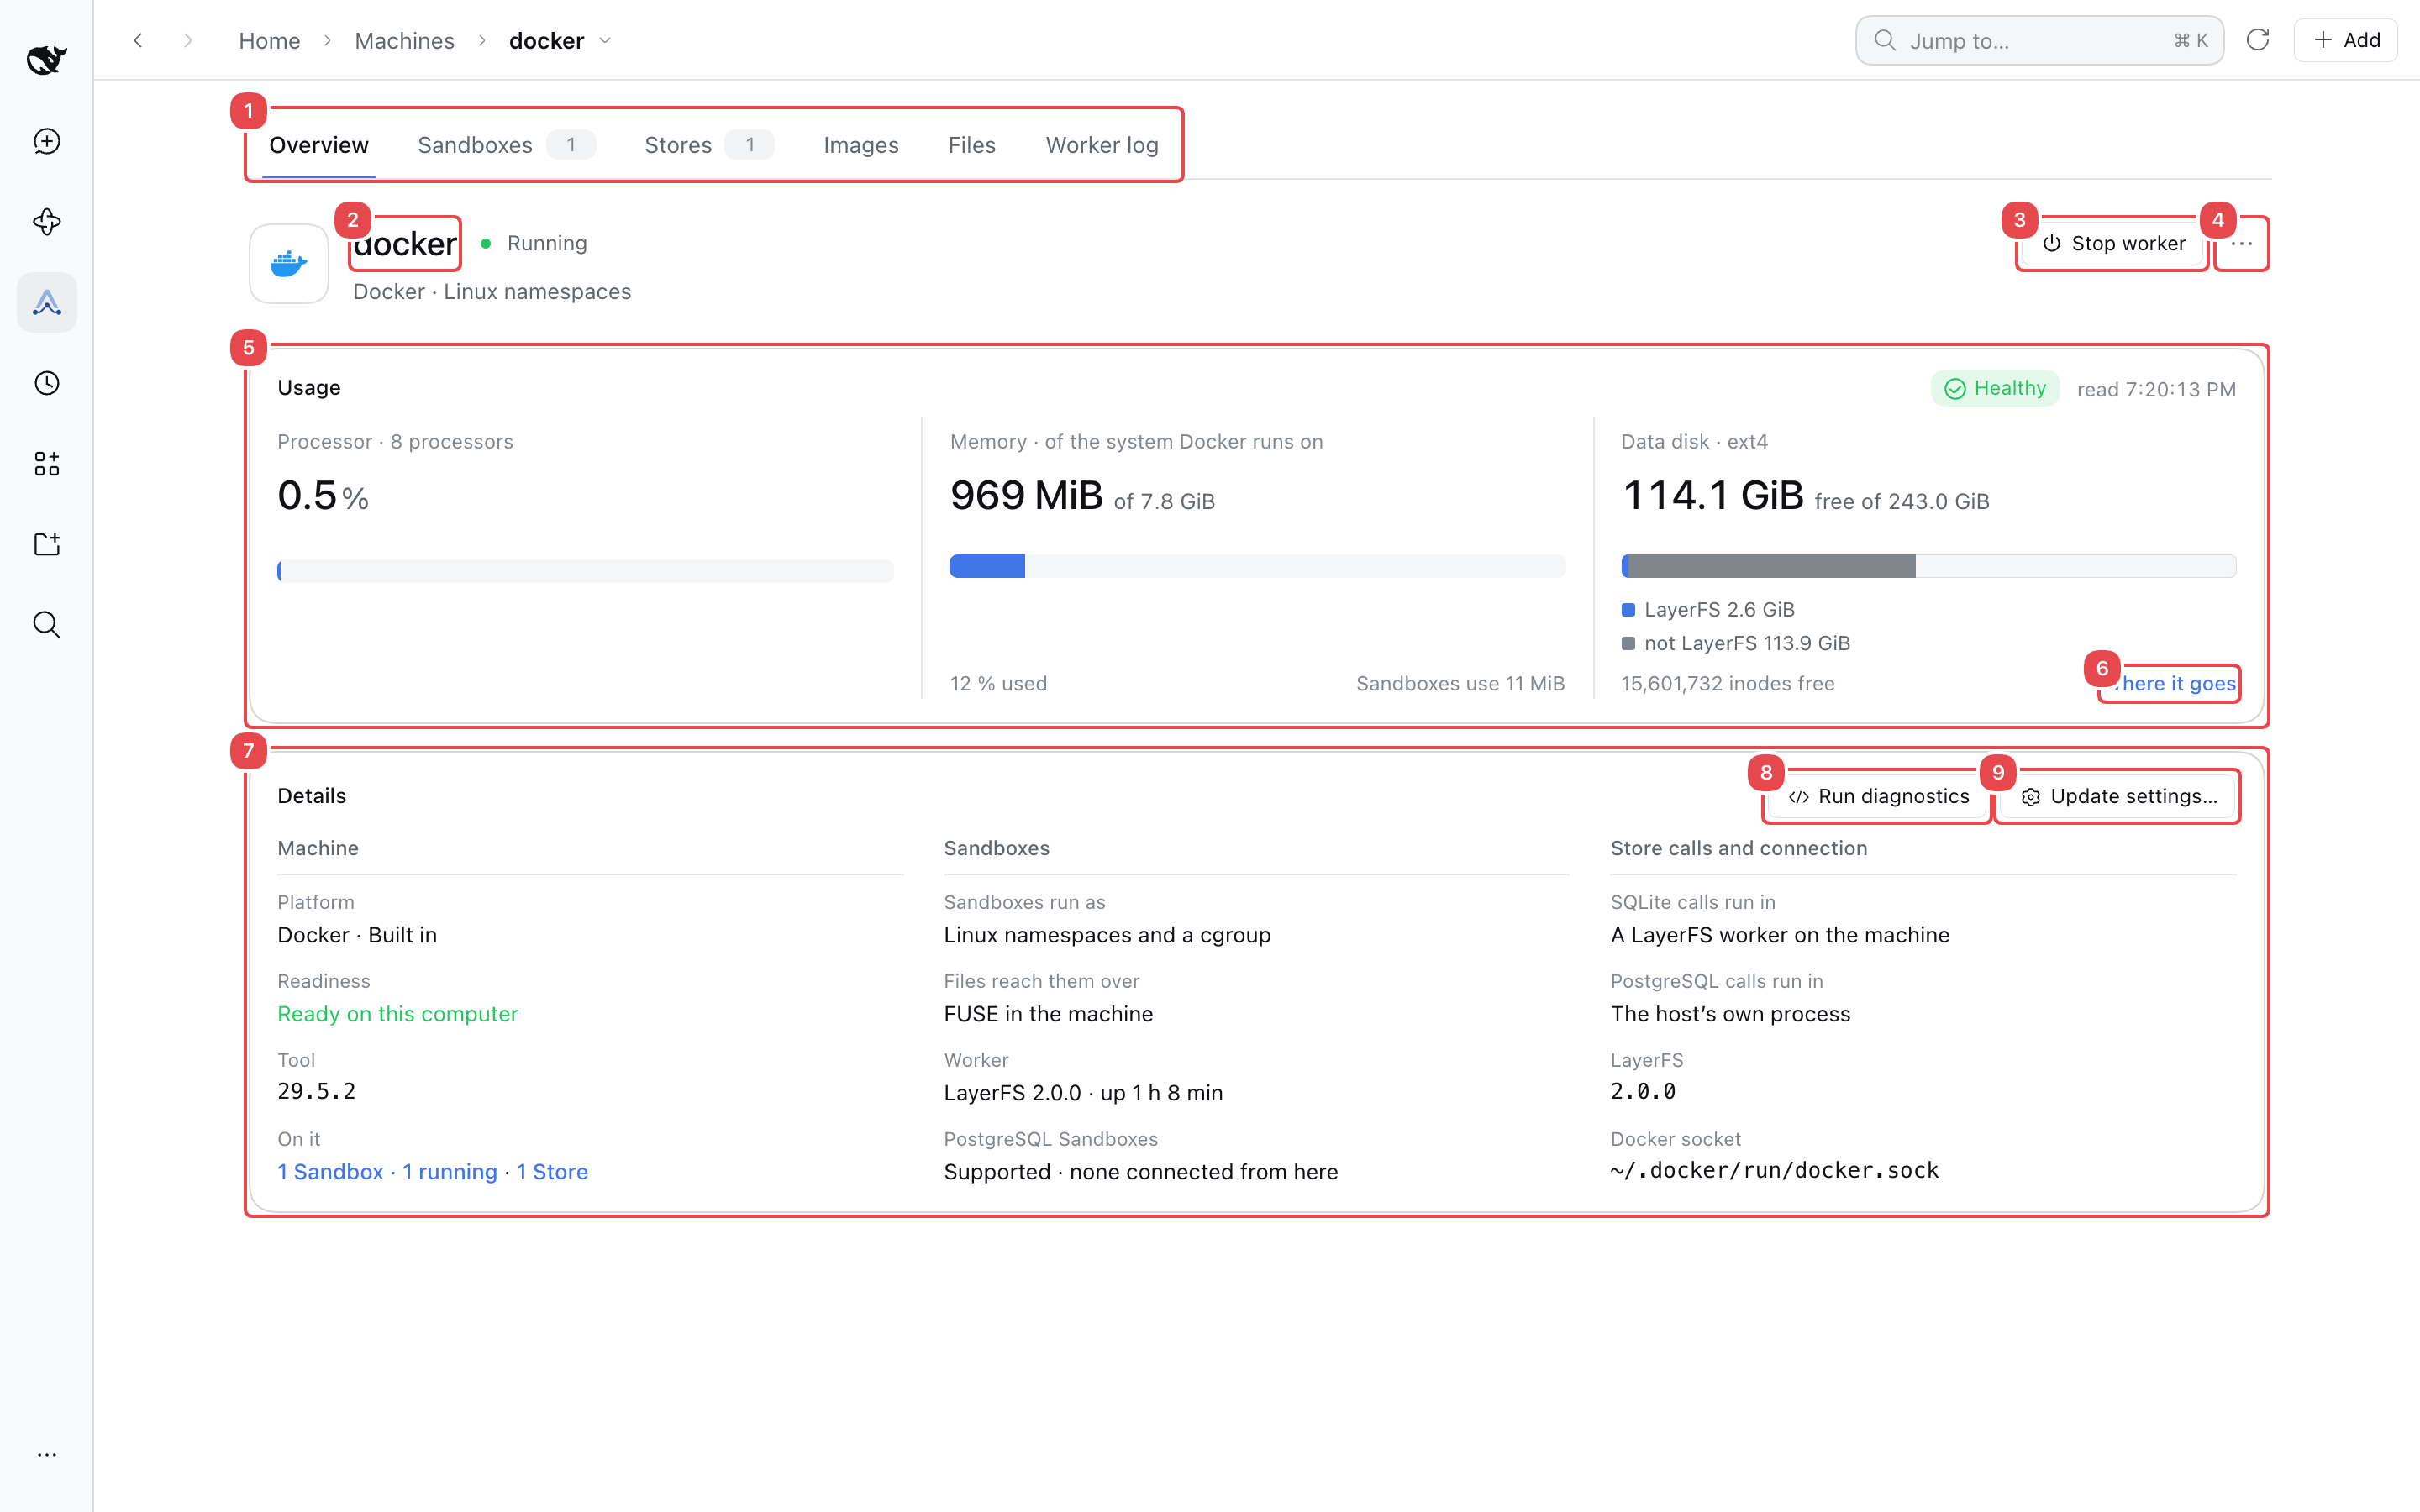 Home > Machines > docker
Jump to... ⌘ K
+ Add
1
Overview Sandboxes 1 Stores 1 Images Files Worker log
2 3 4
docker Running Stop worker ...
Docker · Linux namespaces
5
Usage Healthy read 7:20:13 PM
Processor · 8 processors Memory · of the system Docker runs on Data disk · ext4
0.5 % 969 MiB of 7.8 GiB 114.1 GiB free of 243.0 GiB
LayerFS 2.6 GiB
not LayerFS 113.9 GiB
6
12 % used Sandboxes use 11 MiB 15,601,732 inodes free here it goes
7
8 9
Details </> Run diagnostics Update settings...
Machine Sandboxes Store calls and connection
Platform Sandboxes run as SQLite calls run in
Docker · Built in Linux namespaces and a cgroup A LayerFS worker on the machine
Readiness Files reach them over PostgreSQL calls run in
Ready on this computer FUSE in the machine The host’s own process
Tool Worker LayerFS
29.5.2 LayerFS 2.0.0 · up 1 h 8 min 2.0.0
On it PostgreSQL Sandboxes Docker socket
1 Sandbox · 1 running · 1 Store Supported · none connected from here ~/.docker/run/docker.sock
...